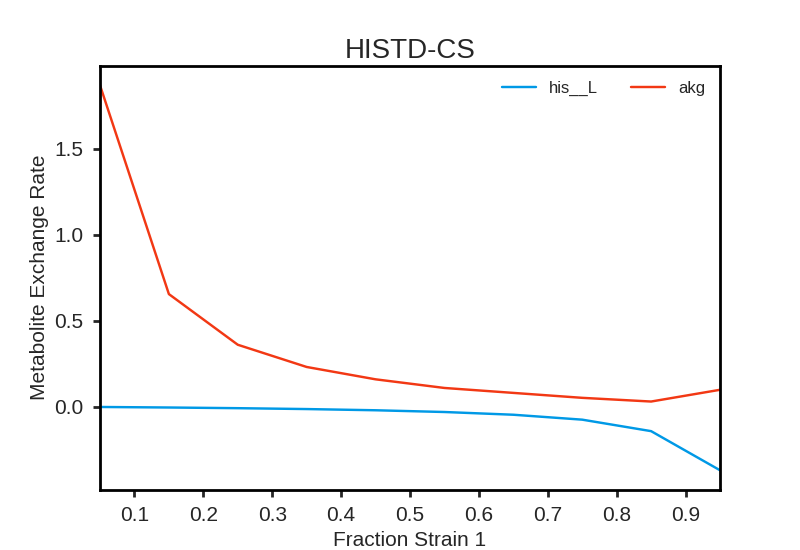 HISTD-CS
his__L
akg
Metabolite Exchange Rate
1.5
1.0
0.5
0.0
0.1 0.2 0.3 0.4 0.5 0.6 0.7 0.8 0.9
Fraction Strain 1